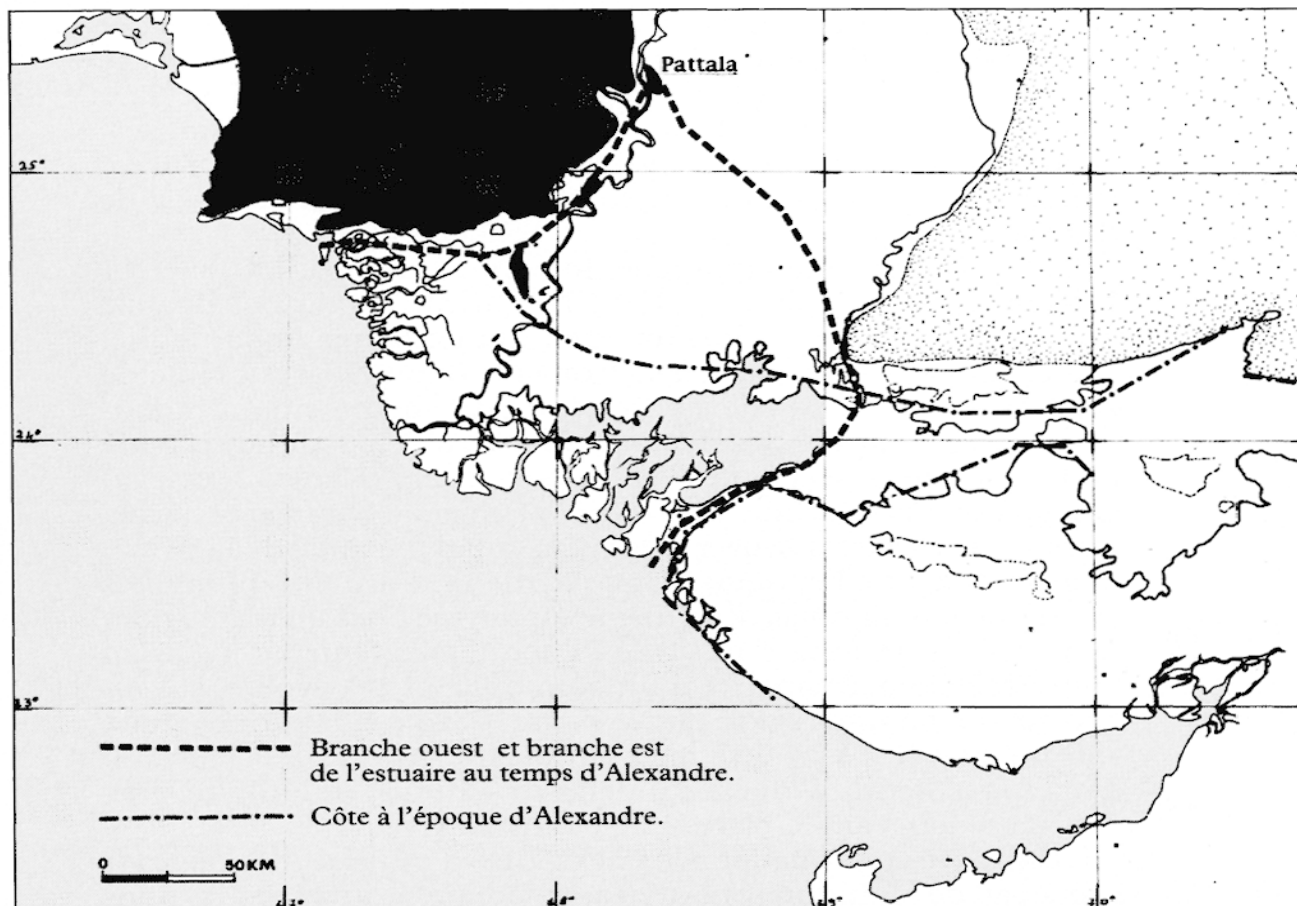 Pattala
25°
24°
23°
Branche ouest et branche est
de l'estuaire au temps d'Alexandre.
Côte à l'époque d'Alexandre.
0 50KM